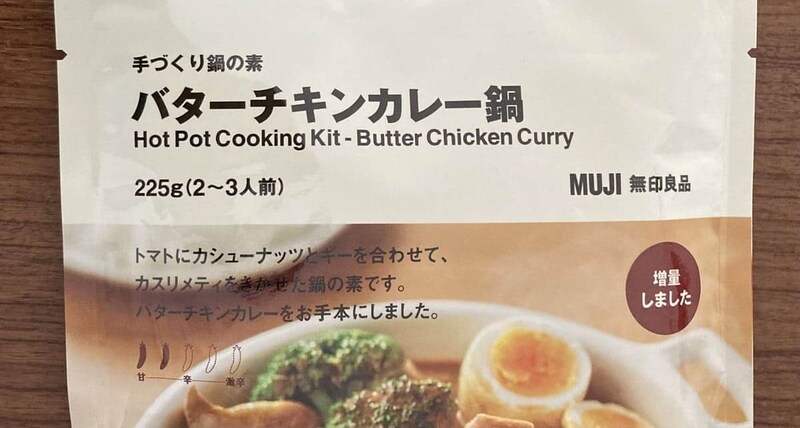 手づくり鍋の素
バターチキンカレー鍋
Hot Pot Cooking Kit - Butter Chicken Curry
225g(2〜3人前)
MUJI 無印良品
トマトにカシューナッツとギーを合わせて、
カスリメティをきかせた鍋の素です。
バターチキンカレーをお手本にしました。
増量
しました
甘 辛 激辛